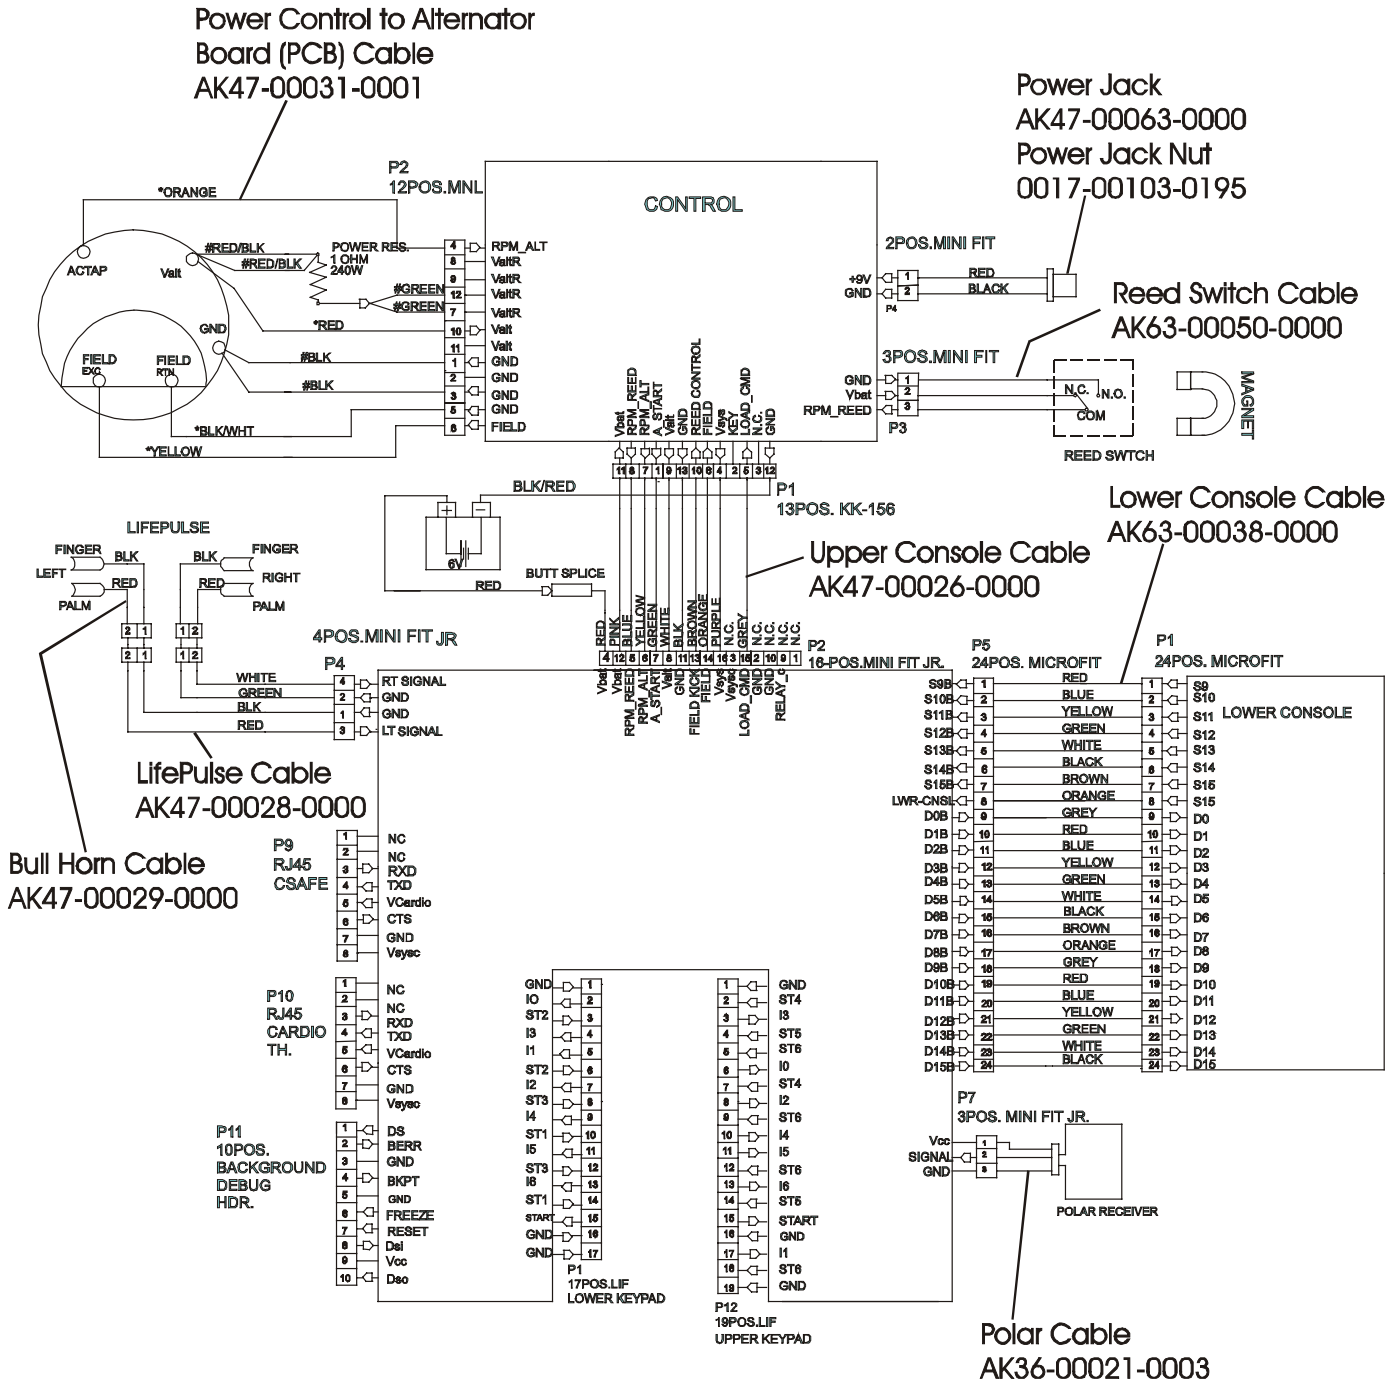 Power Control to Alternator
Board (PCB) Cable
AK47-00031-0001
Power Jack
AK47-00063-0000
Power Jack Nut
0017-00103-0195
P2
12POS.MNL
CONTROL
*ORANGE
ACTAP
Valt
#RED/BLK
#RED/BLK
POWER RES.
1 OHM
240W
#GREEN
#GREEN
*RED
GND
#BLK
#BLK
FIELD
EXC
FIELD
RTN
*BLK/WHT
*YELLOW
4 RPM_ALT
8 ValtR
9 ValtR
12 ValtR
7 ValtR
10 Valt
11 Valt
1 GND
2 GND
3 GND
5 GND
6 FIELD
2POS.MINI FIT
+9V 1 RED
GND 2 BLACK
P4
Reed Switch Cable
AK63-00050-0000
3POS.MINI FIT
GND 1
Vbat 2
RPM_REED 3
P3
N.C.
N.O.
COM
REED SWTCH
MAGNET
Vbat
RPM_REED
RPM_ALT
A_START
Valt
GND
REED CONTROL
FIELD
Vsys
KEY
LOAD_CMD
N.C.
GND
11 8 7 1 9 13 10 6 4 2 5 3 12
P1
13POS. KK-156
BLK/RED
+ −
6V
RED
BUTT SPLICE
Upper Console Cable
AK47-00026-0000
Lower Console Cable
AK63-00038-0000
LIFEPULSE
FINGER BLK
LEFT
RED
PALM
BLK FINGER
RIGHT
RED
PALM
2 1 1 2
2 1 1 2
4POS.MINI FIT JR
P4
WHITE 4 RT SIGNAL
GREEN 2 GND
BLK 1 GND
RED 3 LT SIGNAL
LifePulse Cable
AK47-00028-0000
Bull Horn Cable
AK47-00029-0000
RED
PINK
BLUE
YELLOW
GREEN
WHITE
BLK
BROWN
ORANGE
PURPLE
N.C.
GREY
N.C.
N.C.
N.C.
N.C.
4 12 5 6 7 8 11 13 14 16 3 15 2 10 9 1
P2
16-POS.MINI FIT JR.
Vbat
Vbat
RPM_REED
RPM_ALT
A_START
Valt
GND
FIELD KICK
FIELD
Vsys
Vsysc
LOAD_CMD
GND
GND
RELAY_c
P5
24POS. MICROFIT
P1
24POS. MICROFIT
LOWER CONSOLE
S9B 1 RED 1 S9
S10B 2 BLUE 2 S10
S11B 3 YELLOW 3 S11
S12B 4 GREEN 4 S12
S13B 5 WHITE 5 S13
S14B 6 BLACK 6 S14
S15B 7 BROWN 7 S15
LWR-CNSL 8 ORANGE 8 S15
D0B 9 GREY 9 D0
D1B 10 RED 10 D1
D2B 11 BLUE 11 D2
D3B 12 YELLOW 12 D3
D4B 13 GREEN 13 D4
D5B 14 WHITE 14 D5
D6B 15 BLACK 15 D6
D7B 16 BROWN 16 D7
D8B 17 ORANGE 17 D8
D9B 18 GREY 18 D9
D10B 19 RED 19 D10
D11B 20 BLUE 20 D11
D12B 21 YELLOW 21 D12
D13B 22 GREEN 22 D13
D14B 23 WHITE 23 D14
D15B 24 BLACK 24 D15
P9
RJ45
CSAFE
1 NC
2 NC
3 RXD
4 TXD
5 VCardio
6 CTS
7 GND
8 Vsysc
P10
RJ45
CARDIO
TH.
1 NC
2 NC
3 RXD
4 TXD
5 VCardio
6 CTS
7 GND
8 Vsysc
P11
10POS.
BACKGROUND
DEBUG
HDR.
1 DS
2 BERR
3 GND
4 BKPT
5 GND
6 FREEZE
7 RESET
8 Dsi
9 Vcc
10 Dso
GND 1
IO 2
ST2 3
I3 4
I1 5
ST2 6
I2 7
ST3 8
I4 9
ST1 10
I5 11
ST3 12
I6 13
ST1 14
START 15
GND 16
GND 17
P1
17POS.LIF
LOWER KEYPAD
1 GND
2 ST4
3 I3
4 ST5
5 ST6
6 I0
7 ST4
8 I2
9 ST6
10 I4
11 I5
12 ST6
13 I6
14 ST5
15 START
16 GND
17 I1
18 ST6
19 GND
P12
19POS.LIF
UPPER KEYPAD
P7
3POS. MINI FIT JR.
Vcc 1
SIGNAL 2
GND 3
POLAR RECEIVER
Polar Cable
AK36-00021-0003